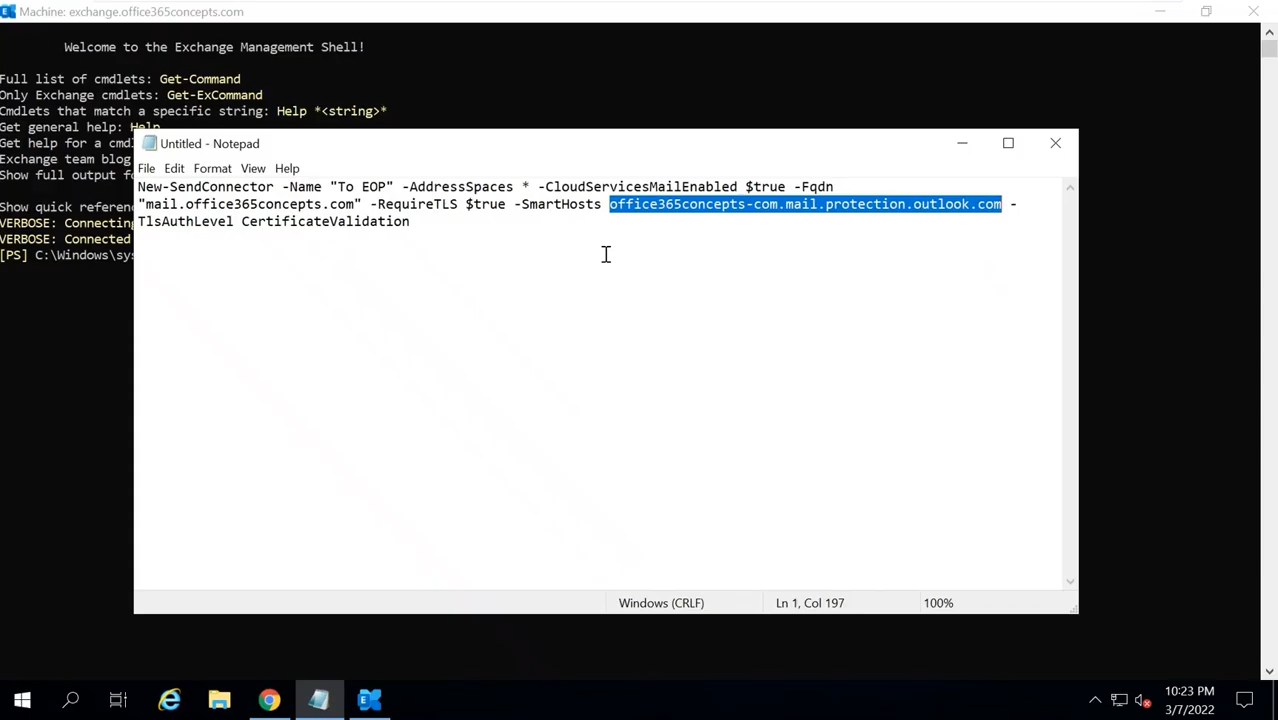 Machine: exchange.office365concepts.com
Welcome to the Exchange Management Shell!
Full list of cmdlets: Get-Command
Only Exchange cmdlets: Get-ExCommand
Cmdlets that match a specific string: Help *<string>*
Get general help: Help
Get help for a cmd
Exchange team blog
Show full output fo
Show quick referenc
VERBOSE: Connecting
VERBOSE: Connected
[PS] C:\Windows\sys
Untitled - Notepad
File Edit Format View Help
New-SendConnector -Name "To EOP" -AddressSpaces * -CloudServicesMailEnabled $true -Fqdn
"mail.office365concepts.com" -RequireTLS $true -SmartHosts office365concepts-com.mail.protection.outlook.com -
TlsAuthLevel CertificateValidation
Windows (CRLF) Ln 1, Col 197 100%
10:23 PM
3/7/2022